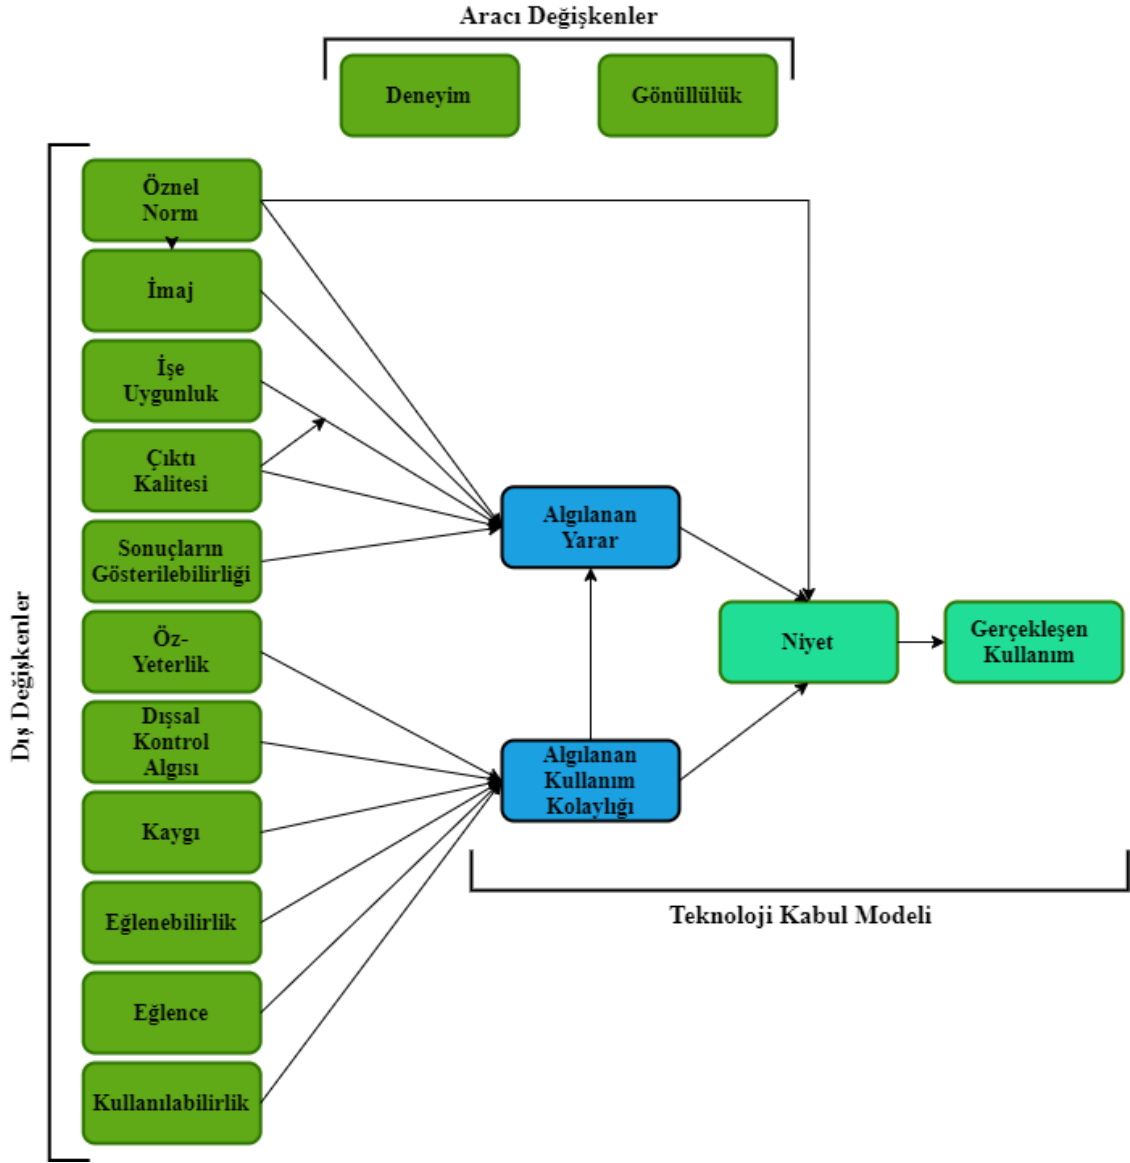 Aracı Değişkenler
Deneyim
Gönüllülük
Dış Değişkenler
Öznel
Norm
İmaj
İşe
Uygunluk
Çıktı
Kalitesi
Sonuçların
Gösterilebilirliği
Öz-
Yeterlik
Dışsal
Kontrol
Algısı
Kaygı
Eğlenebilirlik
Eğlence
Kullanılabilirlik
Algılanan
Yarar
Algılanan
Kullanım
Kolaylığı
Niyet
Gerçekleşen
Kullanım
Teknoloji Kabul Modeli